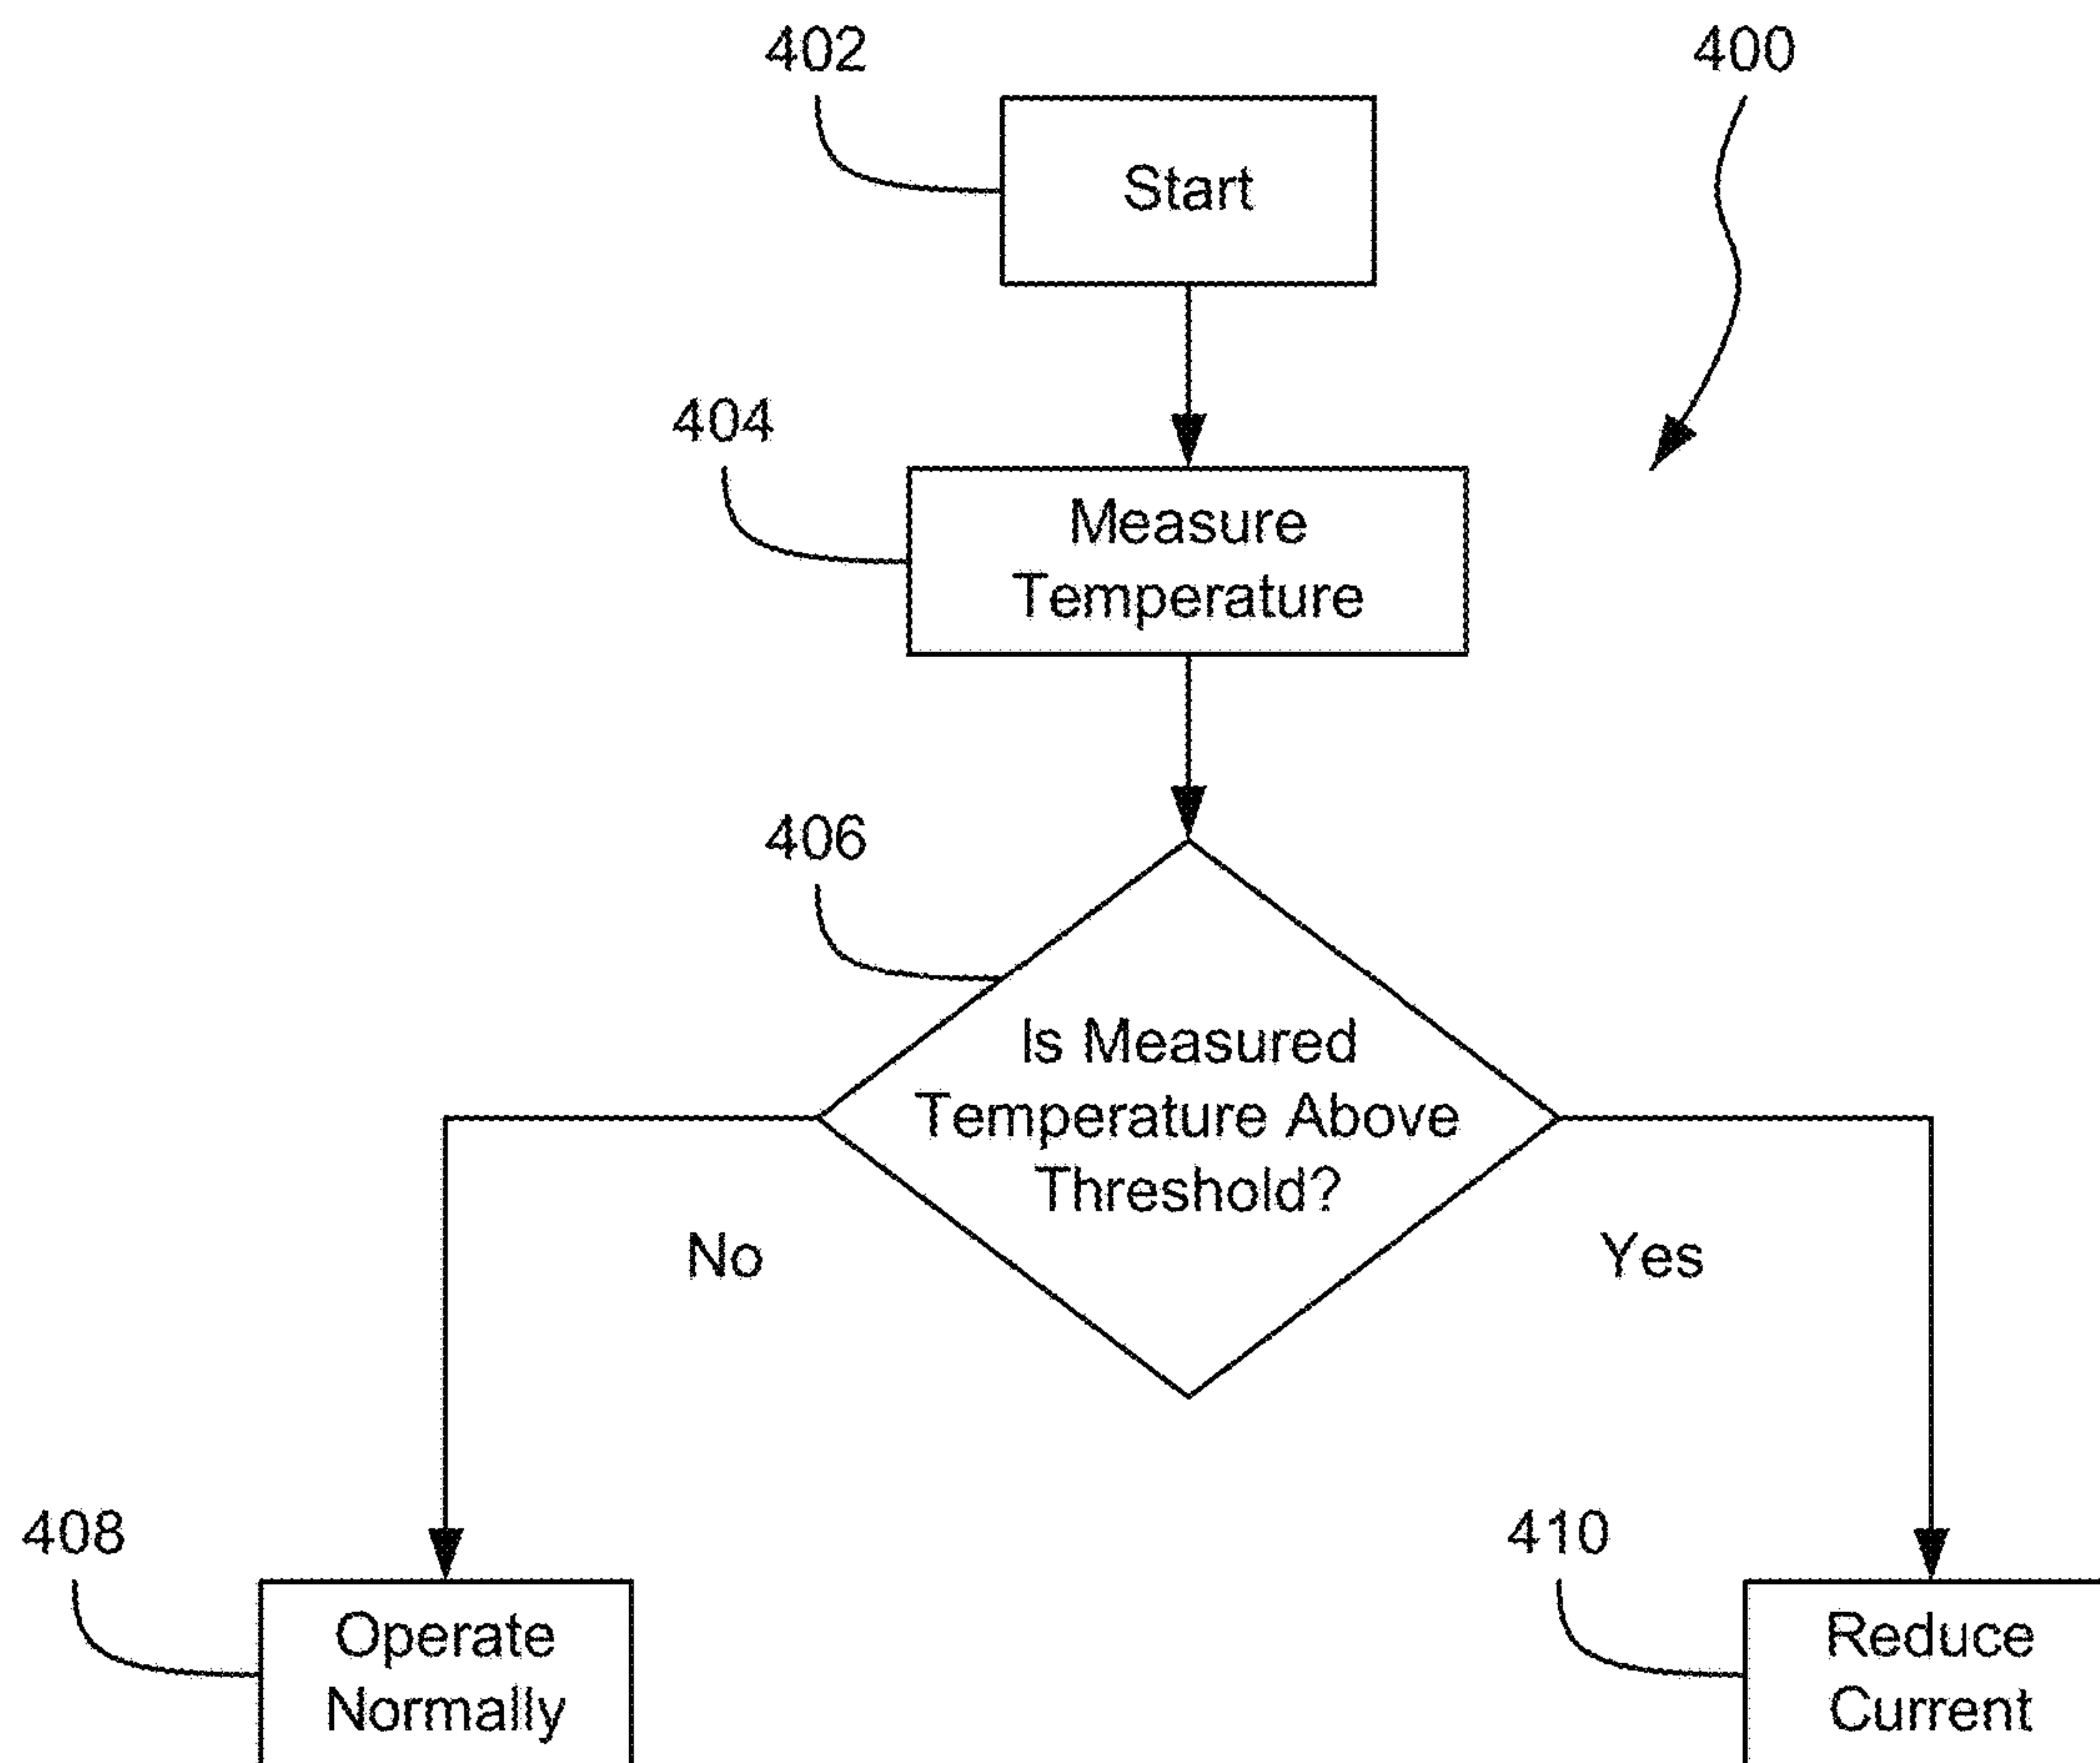 402
400
Start
404
Measure
Temperature
406
Is Measured
Temperature Above
Threshold?
No
Yes
408
410
Operate
Normally
Reduce
Current